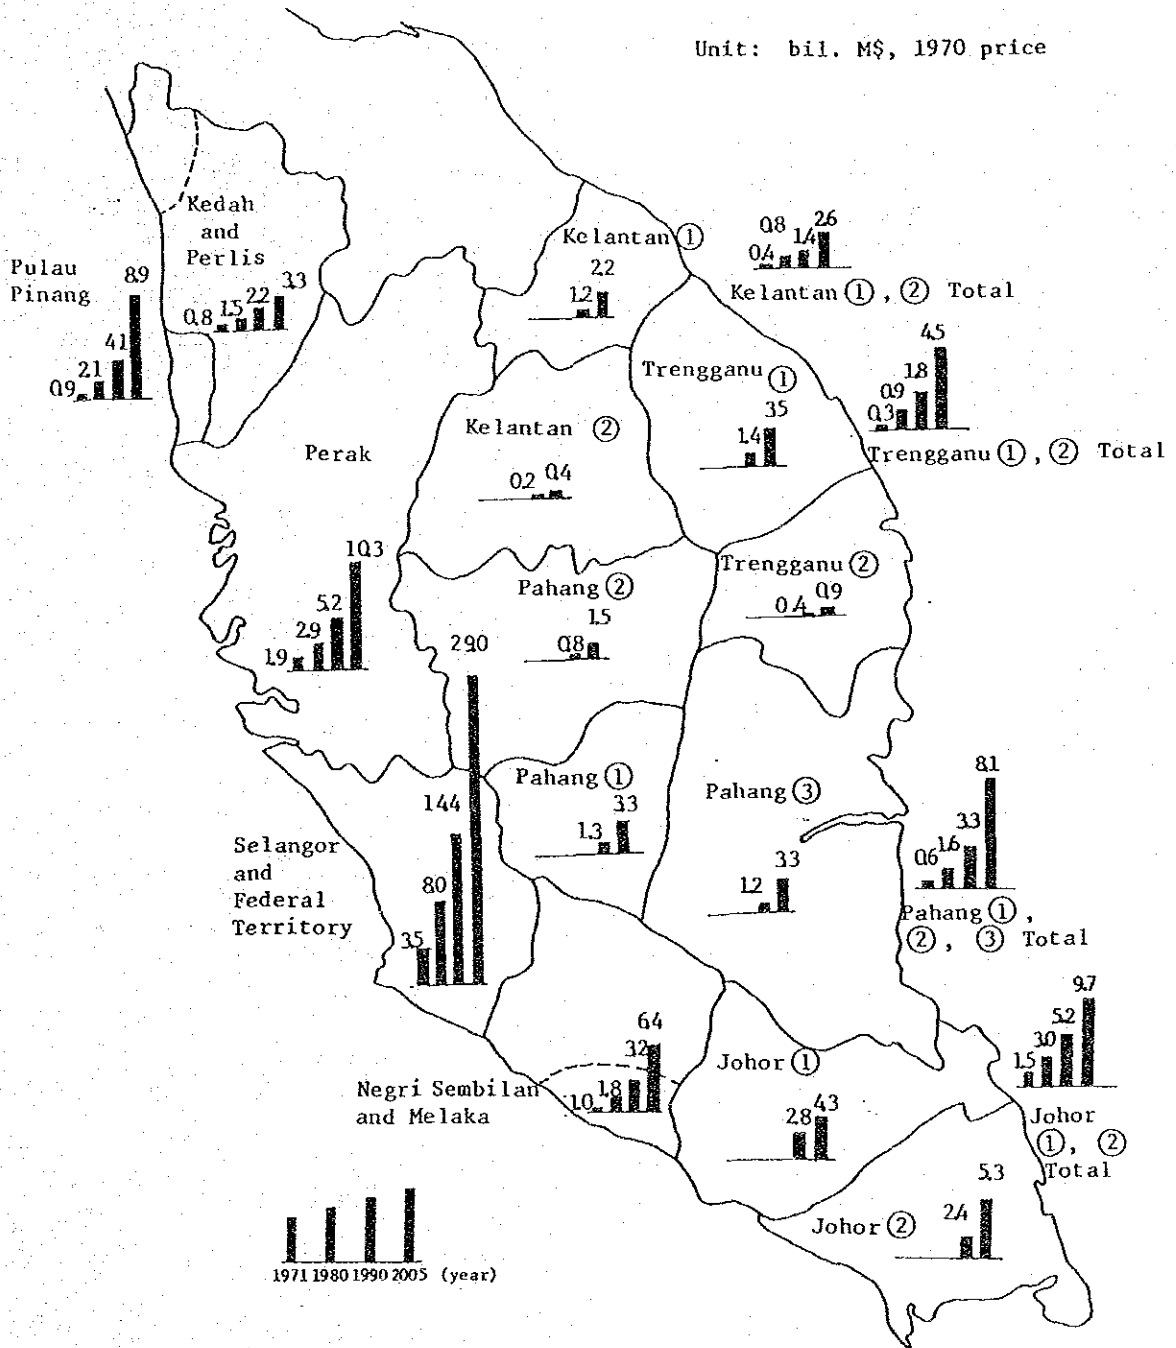 Unit: bil. M$, 1970 price
Kedah
and
Perlis
0.8 1.5 2.2 3.3
Pulau
Pinang
0.9 2.1 4.1 8.9
Kelantan ①
1.2 2.2
0.4 0.8 1.4 2.6
Kelantan ①, ② Total
Trengganu ①
1.4 3.5
0.3 0.9 1.8 4.5
Trengganu ①, ② Total
Kelantan ②
0.2 0.4
Perak
1.9 2.9 5.2 10.3
Pahang ②
0.8 1.5
Trengganu ②
0.4 0.9
Pahang ①
1.3 3.3
Pahang ③
1.2 3.3
0.6 1.6 3.3 8.1
Pahang ①,
②, ③ Total
Selangor
and
Federal
Territory
3.5 8.0 14.4 29.0
Negri Sembilan
and Melaka
1.0 1.8 3.2 6.4
Johor ①
2.8 4.3
1.5 3.0 5.2 9.7
Johor
①, ②
Total
Johor ②
2.4 5.3
1971 1980 1990 2005 (year)